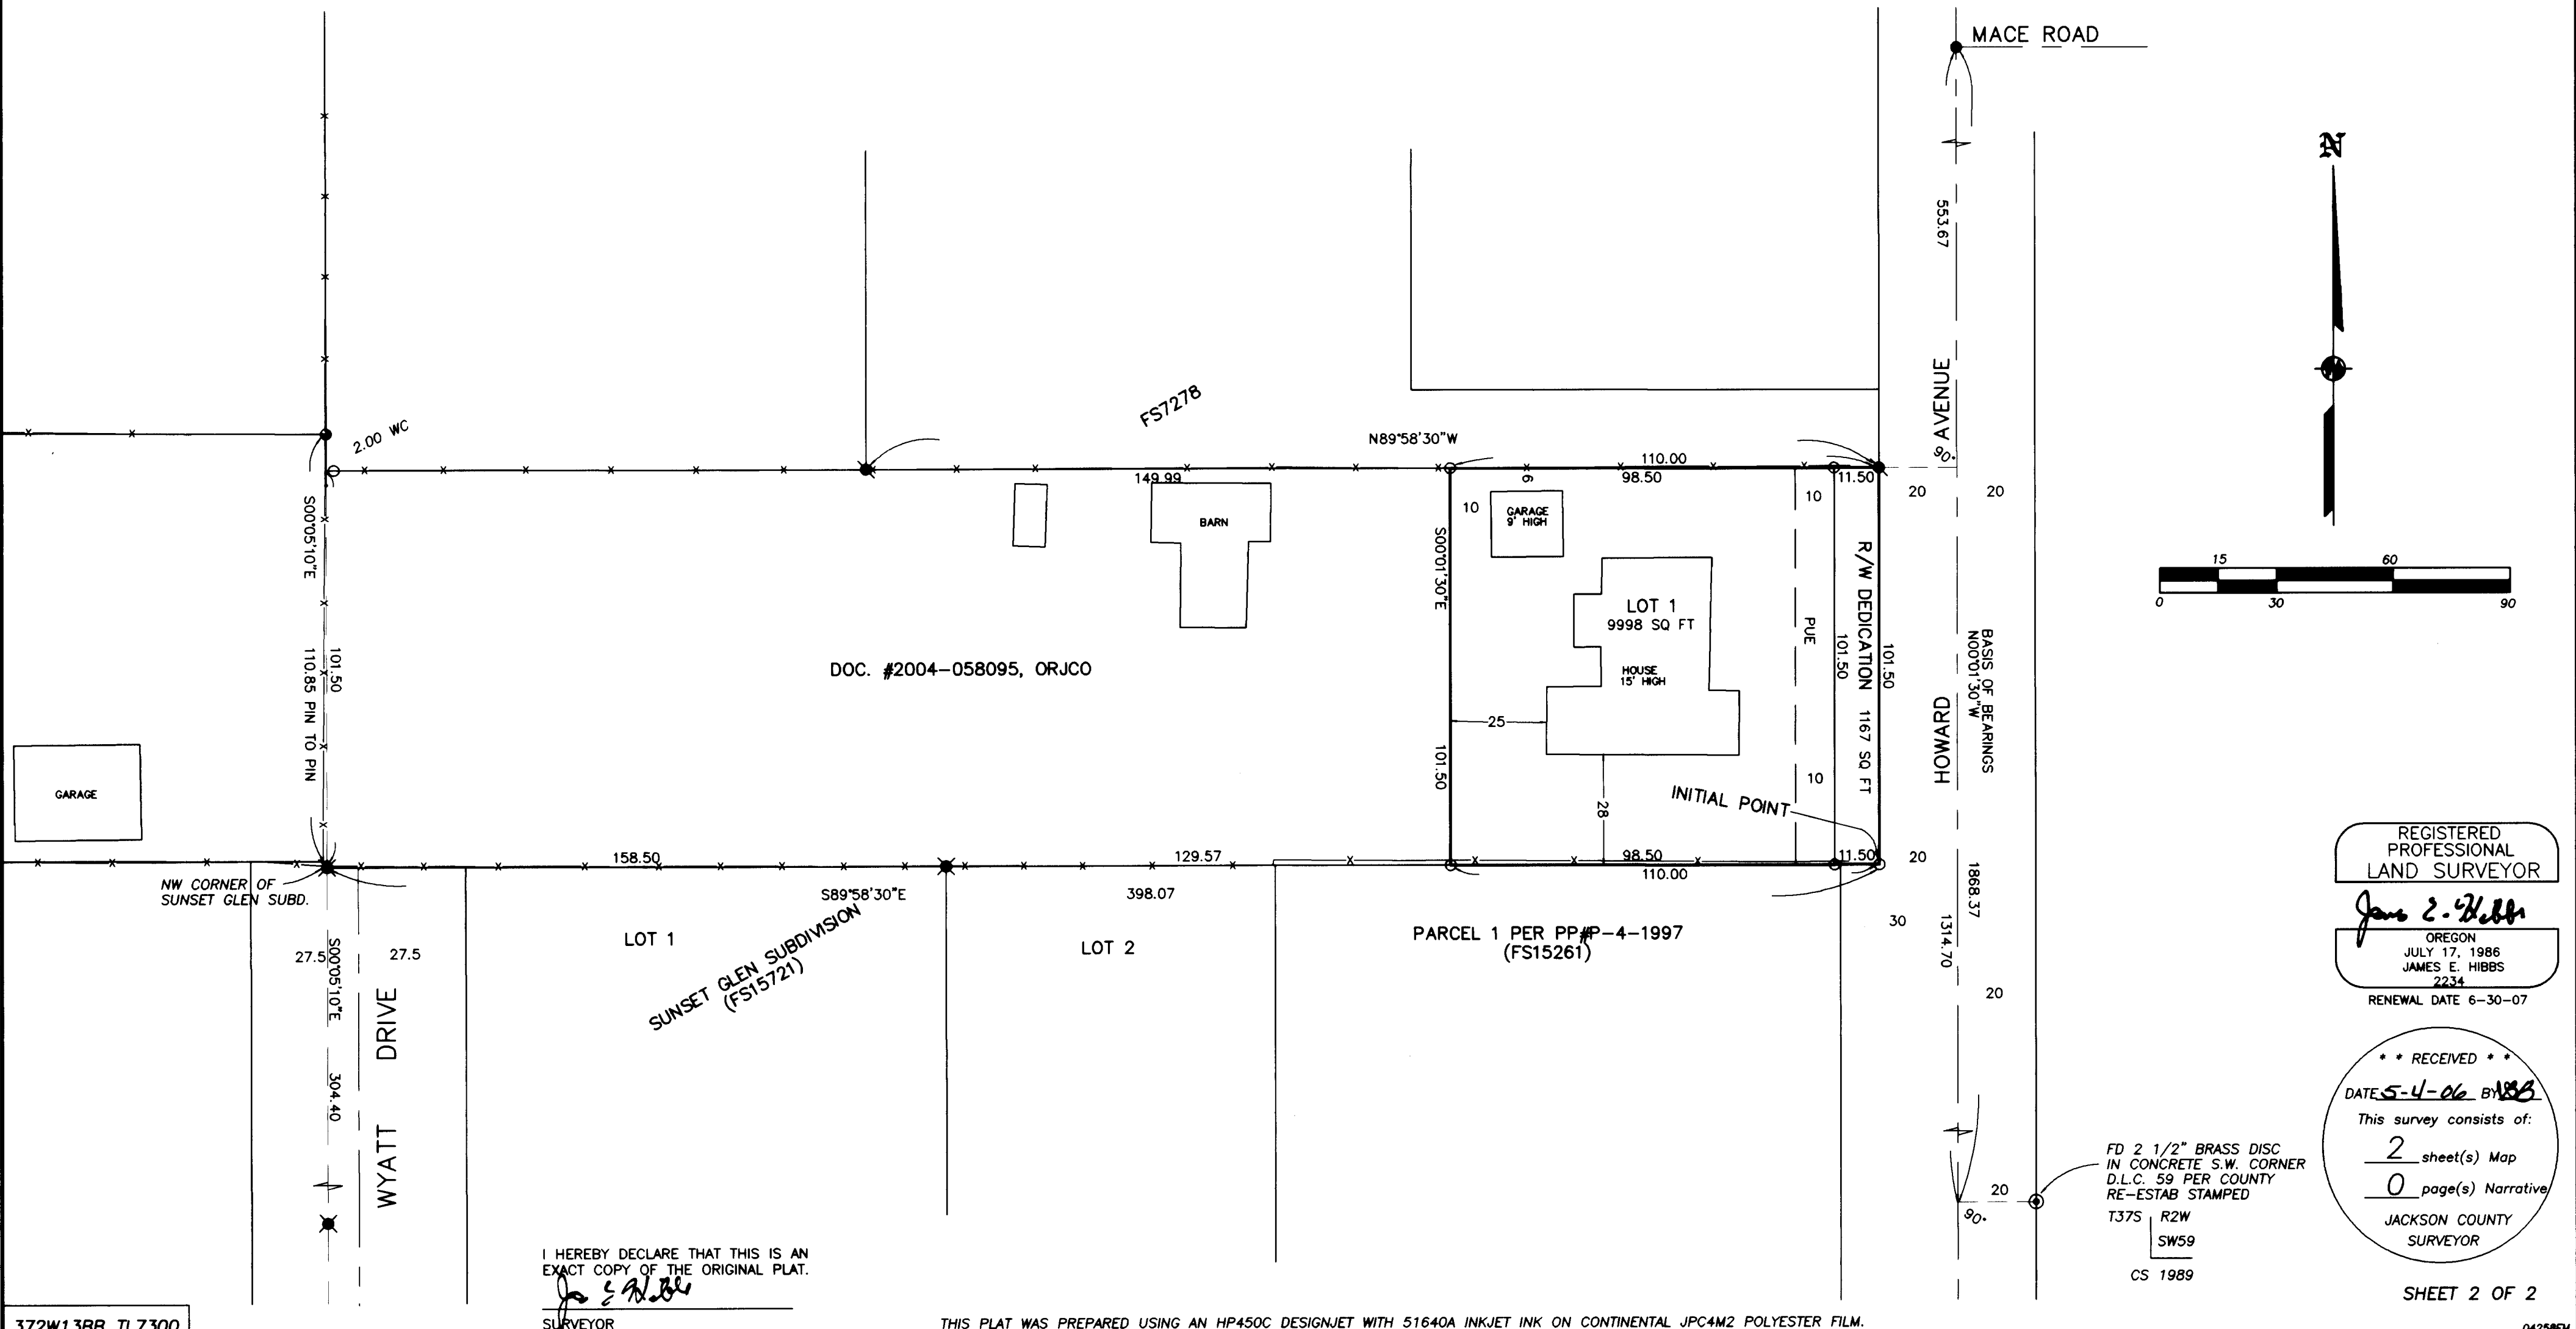 MACE ROAD
N
553.67
FS7278
AVENUE
2.00 WC
N89°58'30"W
90°
110.00
149.99
98.50
11.50
6
20
20
10
10
GARAGE
9' HIGH
BARN
S00°05'10"E
S00°01'30"E
R/W DEDICATION 1167 SQ FT
15
60
0
30
90
LOT 1
9998 SQ FT
PUE
BASIS OF BEARINGS
N00°01'30"W
101.50
110.85 PIN TO PIN
DOC. #2004-058095, ORJCO
HOUSE
15' HIGH
101.50
101.50
HOWARD
25
101.50
10
GARAGE
INITIAL POINT
28
REGISTERED
PROFESSIONAL
LAND SURVEYOR
James E. Hibbs
OREGON
JULY 17, 1986
JAMES E. HIBBS
2234
RENEWAL DATE 6-30-07
158.50
129.57
98.50
11.50
20
110.00
NW CORNER OF
SUNSET GLEN SUBD.
S89°58'30"E
398.07
1868.37
30
1314.70
LOT 1
LOT 2
PARCEL 1 PER PP#P-4-1997
(FS15261)
SUNSET GLEN SUBDIVISION
(FS15721)
27.5
27.5
S00°05'10"E
304.40
WYATT DRIVE
20
* * RECEIVED * *
DATE 5-4-06 BY
This survey consists of:
2 sheet(s) Map
0 page(s) Narrative
JACKSON COUNTY
SURVEYOR
FD 2 1/2" BRASS DISC
IN CONCRETE S.W. CORNER
D.L.C. 59 PER COUNTY
RE-ESTAB STAMPED
T37S R2W
SW59
CS 1989
20
90°
I HEREBY DECLARE THAT THIS IS AN
EXACT COPY OF THE ORIGINAL PLAT.
SURVEYOR
SHEET 2 OF 2
372W13BB TL7300
THIS PLAT WAS PREPARED USING AN HP450C DESIGNJET WITH 51640A INKJET INK ON CONTINENTAL JPC4M2 POLYESTER FILM.